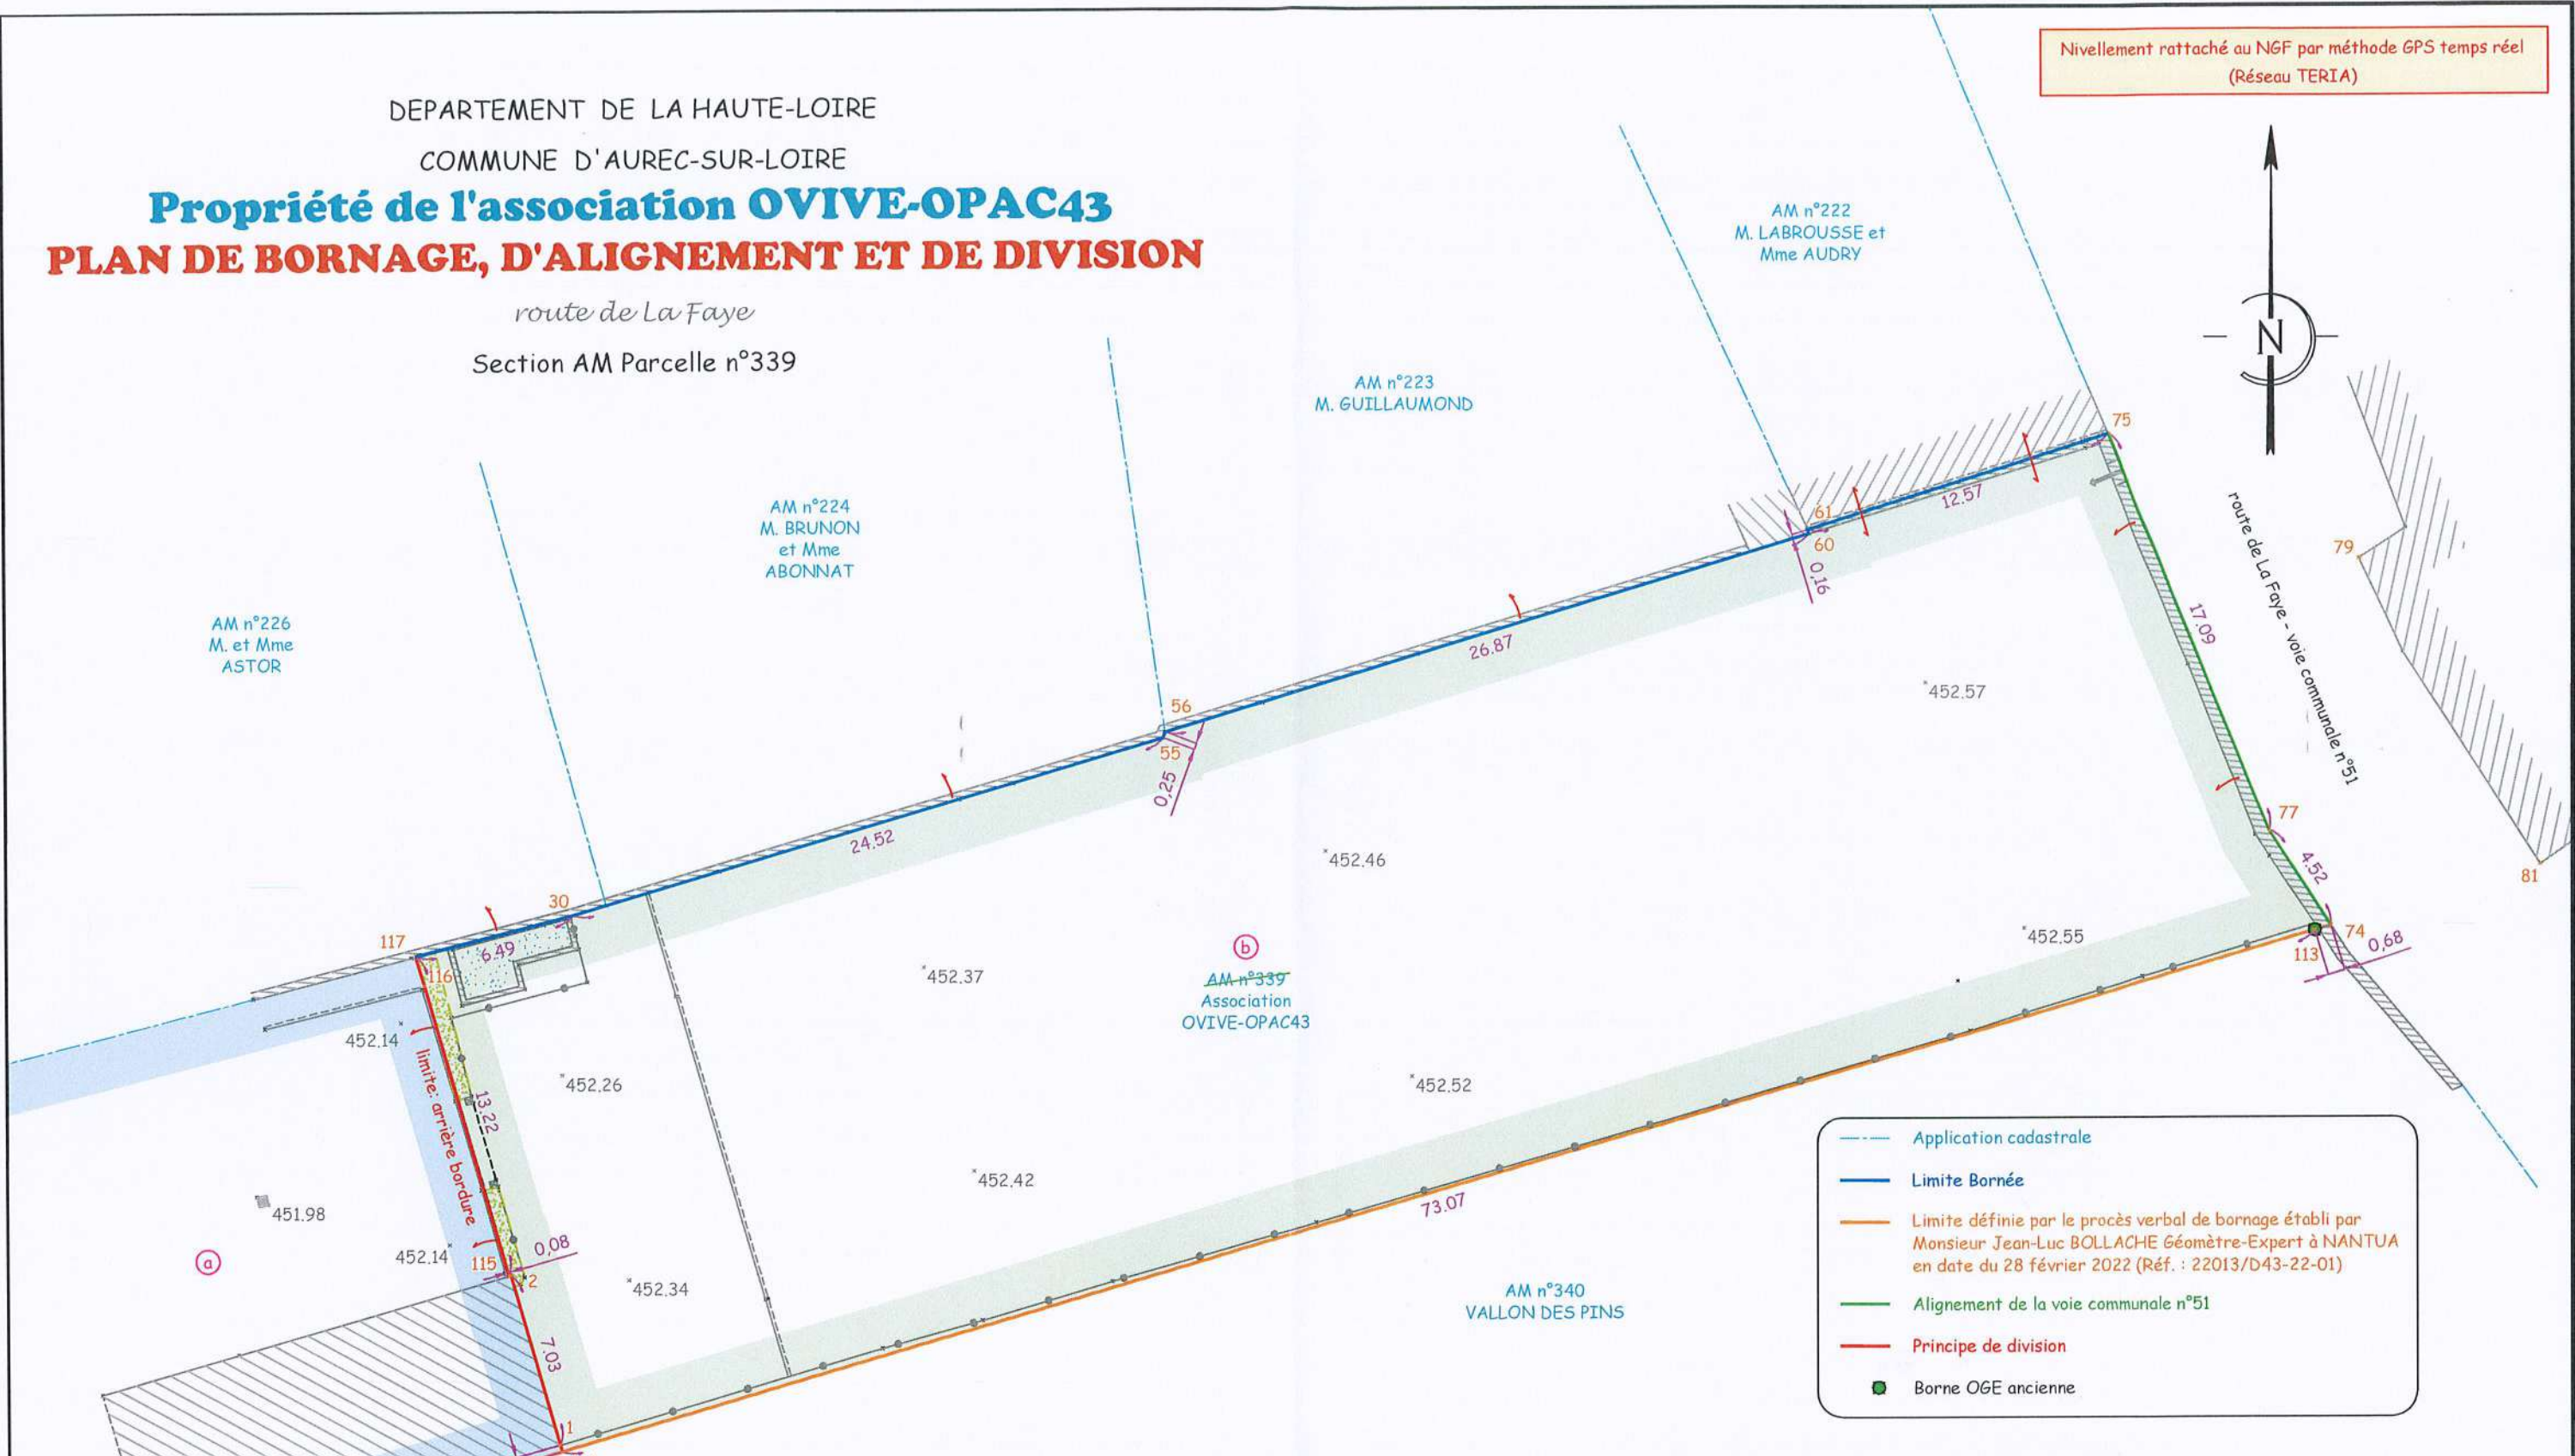 Nivellement rattaché au NGF par méthode GPS temps réel
(Réseau TERIA)
DEPARTEMENT DE LA HAUTE-LOIRE
COMMUNE D'AUREC-SUR-LOIRE
Propriété de l'association OVIVE-OPAC43
PLAN DE BORNAGE, D'ALIGNEMENT ET DE DIVISION
route de La Faye
Section AM Parcelle n°339
AM n°222
M. LABROUSSE et
Mme AUDRY
N
AM n°223
M. GUILLAUMOND
AM n°224
M. BRUNON
et Mme
ABONNAT
AM n°226
M. et Mme
ASTOR
75
61
60
12.57
0,16
79
route de La Faye - voie communale n°51
17.09
26.87
452.57
56
55
0,25
24.52
77
4.52
81
452.46
30
117
116
6.49
74
0,68
113
452.55
b
AM n°339
Association
OVIVE-OPAC43
452.37
452.14
limite: arrière bordure
13.22
452.26
452.52
452.42
73.07
451.98
a
452.14
115
0,08
2
452.34
7.03
1
AM n°340
VALLON DES PINS
Application cadastrale
Limite Bornée
Limite définie par le procès verbal de bornage établi par
Monsieur Jean-Luc BOLLACHE Géomètre-Expert à NANTUA
en date du 28 février 2022 (Réf. : 22013/D43-22-01)
Alignement de la voie communale n°51
Principe de division
Borne OGE ancienne